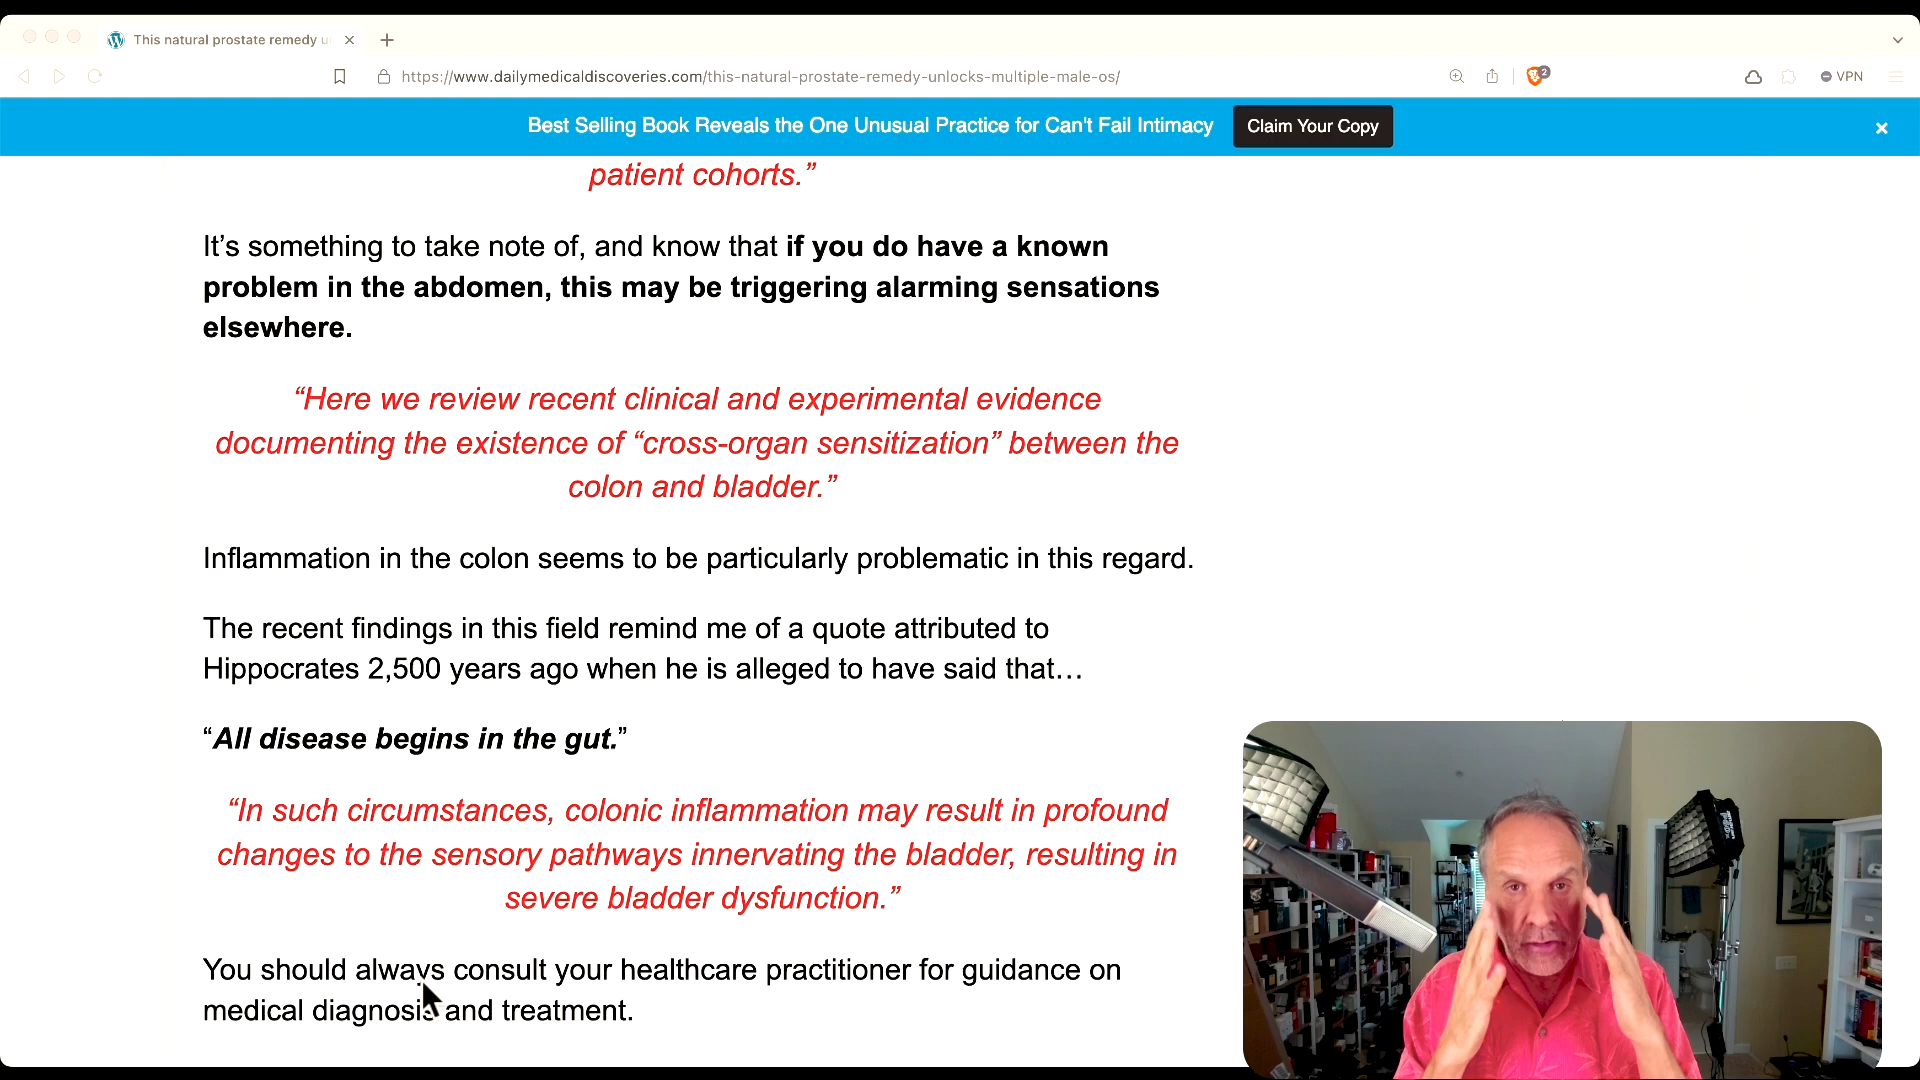 This natural prostate remedy u
https://www.dailymedicaldiscoveries.com/this-natural-prostate-remedy-unlocks-multiple-male-os/
2
VPN
Best Selling Book Reveals the One Unusual Practice for Can't Fail Intimacy
Claim Your Copy
patient cohorts.”
It’s something to take note of, and know that if you do have a known
problem in the abdomen, this may be triggering alarming sensations
elsewhere.
“Here we review recent clinical and experimental evidence
documenting the existence of “cross-organ sensitization” between the
colon and bladder.”
Inflammation in the colon seems to be particularly problematic in this regard.
The recent findings in this field remind me of a quote attributed to
Hippocrates 2,500 years ago when he is alleged to have said that…
“All disease begins in the gut.”
“In such circumstances, colonic inflammation may result in profound
changes to the sensory pathways innervating the bladder, resulting in
severe bladder dysfunction.”
You should always consult your healthcare practitioner for guidance on
medical diagnosis and treatment.